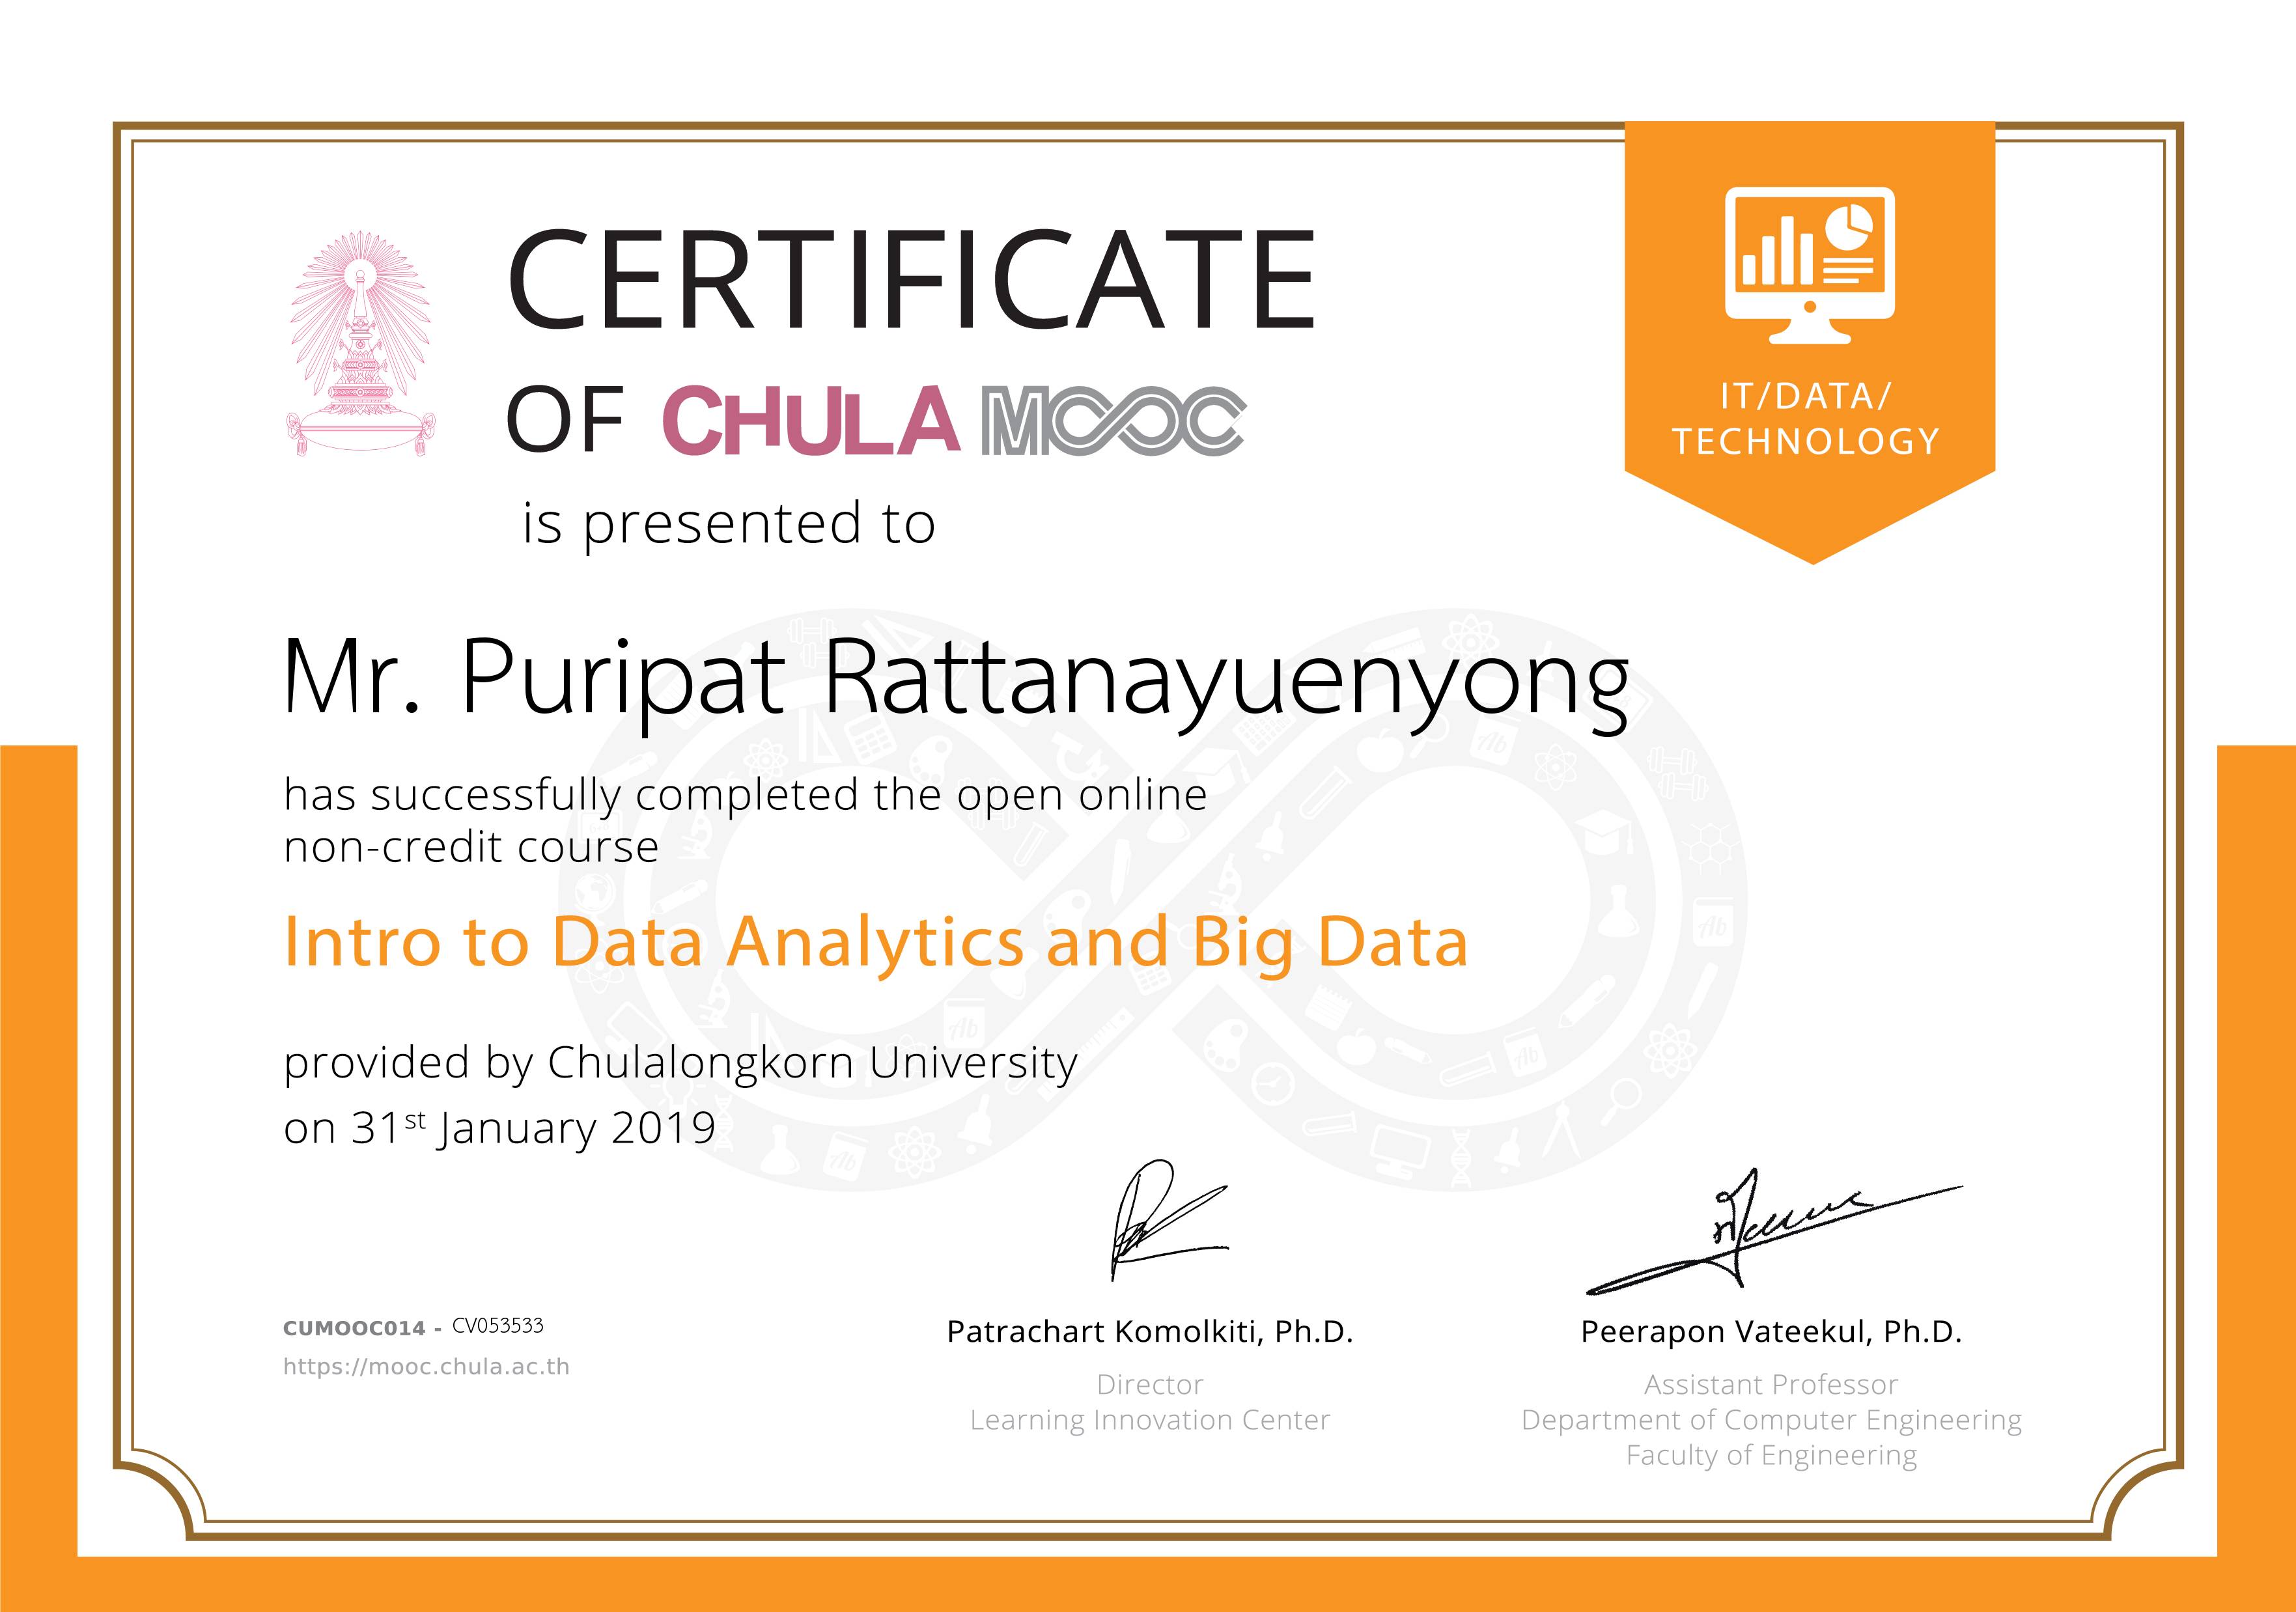 CERTIFICATE
OF CHULA MOOC
is presented to
IT/DATA/
TECHNOLOGY
Mr. Puripat Rattanayuenyong
has successfully completed the open online
non-credit course
Intro to Data Analytics and Big Data
provided by Chulalongkorn University
on 31st January 2019
CUMOOC014 - CV053533
https://mooc.chula.ac.th
Patrachart Komolkiti, Ph.D.
Director
Learning Innovation Center
Peerapon Vateekul, Ph.D.
Assistant Professor
Department of Computer Engineering
Faculty of Engineering